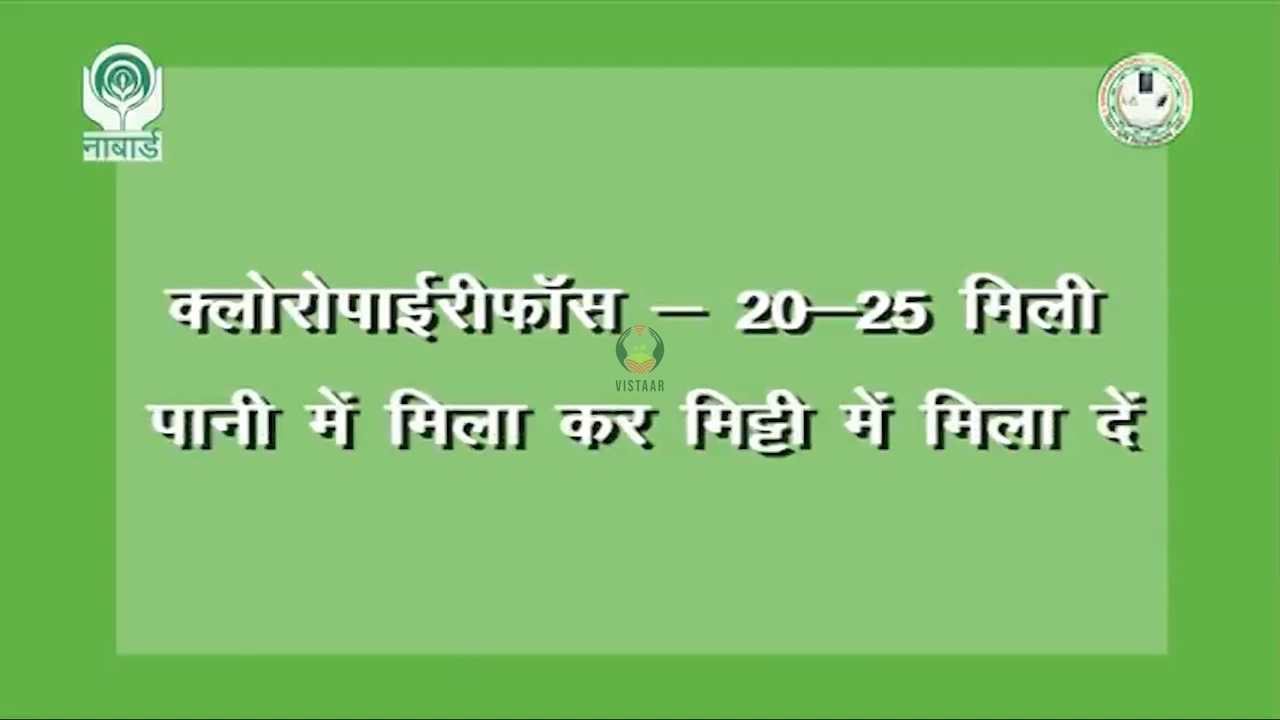 नाबार्ड
क्लोरोपाईरीफॉस – 20–25 मिली
VISTAAR
पानी में मिला कर मिट्टी में मिला दें